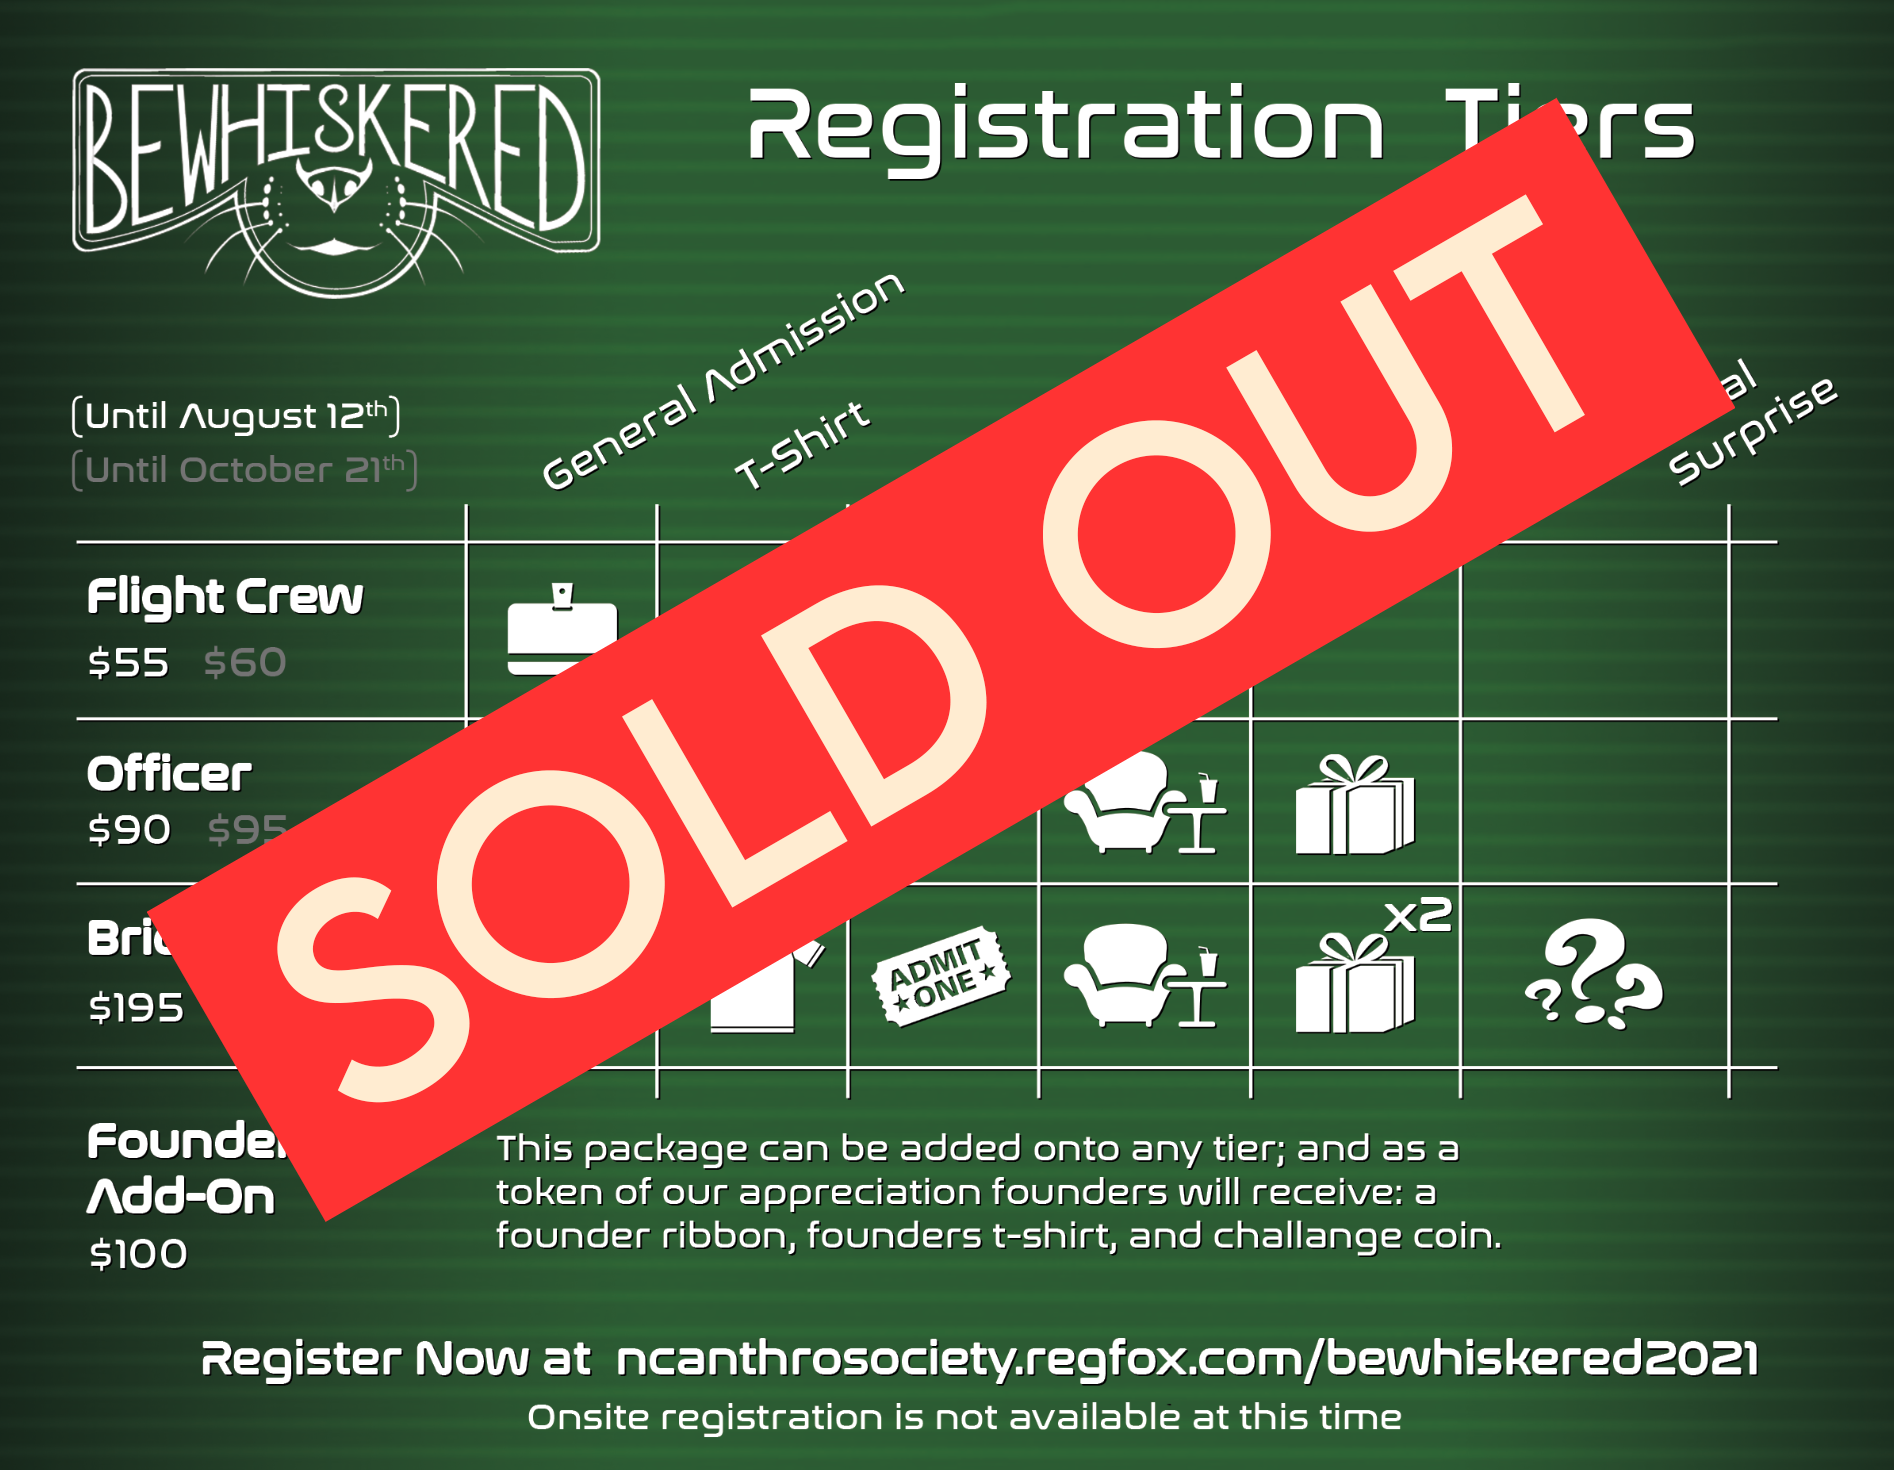 BEWHISKERED
Registration Tiers
(Until August 12th)
(Until October 21th)
General Admission
T-Shirt
Surprise
Flight Crew
$55 $60
Officer
$90 $95
$195
x2
ADMIT
ONE
SOLD OUT
Founder
Add-On
$100
This package can be added onto any tier; and as a
token of our appreciation founders will receive: a
founder ribbon, founders t-shirt, and challange coin.
Register Now at ncanthrosociety.regfox.com/bewhiskered2021
Onsite registration is not available at this time